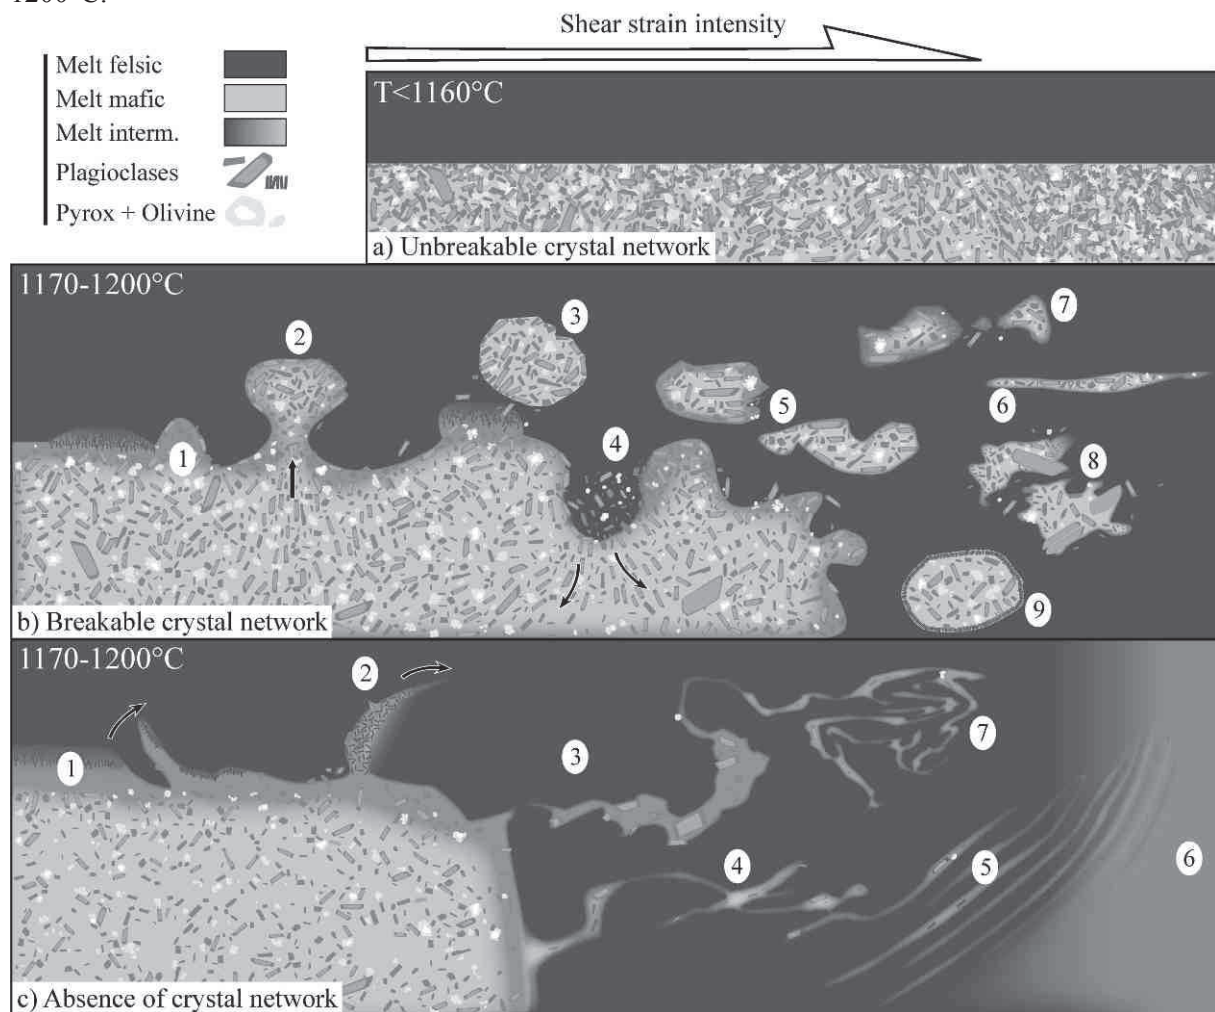 1200°C.
Shear strain intensity
Melt felsic
Melt mafic
Melt interm.
Plagioclases
Pyrox + Olivine
T<1160°C
a) Unbreakable crystal network
1170-1200°C
1
2
3
4
5
6
7
8
9
b) Breakable crystal network
1170-1200°C
1
2
3
4
5
6
7
c) Absence of crystal network